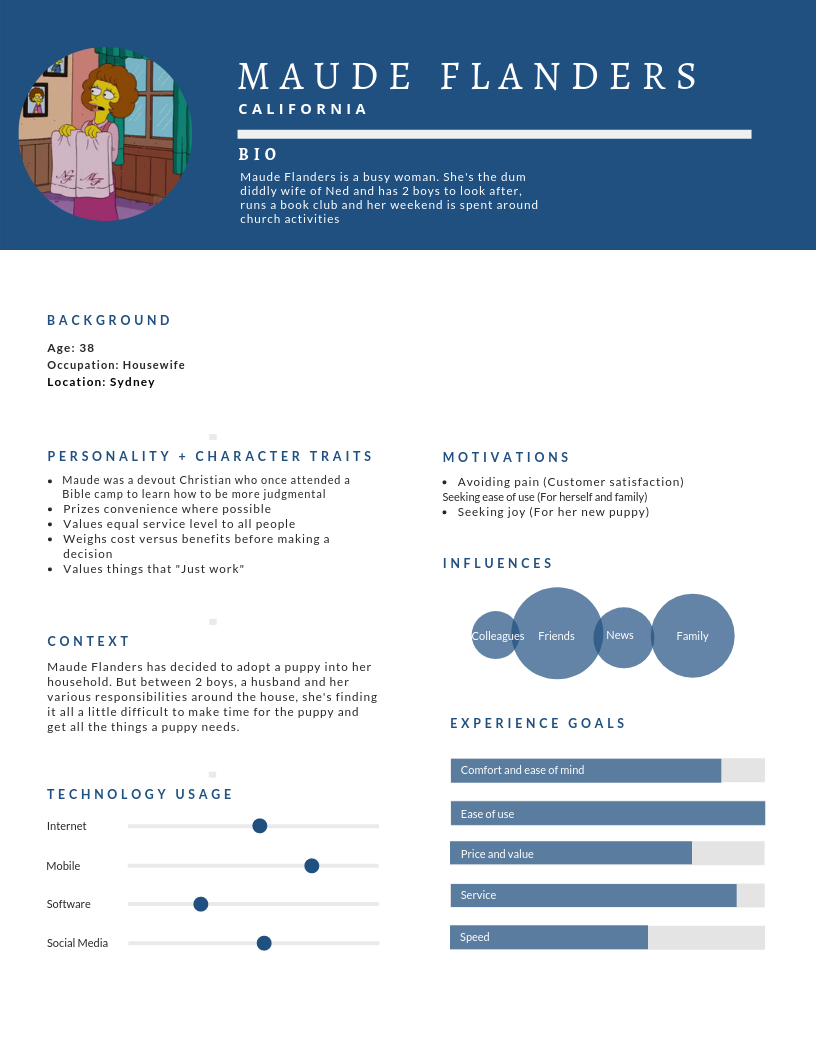 MAUDE FLANDERS
CALIFORNIA
BIO
Maude Flanders is a busy woman. She's the dum
diddly wife of Ned and has 2 boys to look after,
runs a book club and her weekend is spent around
church activities
BACKGROUND
Age: 38
Occupation: Housewife
Location: Sydney
PERSONALITY + CHARACTER TRAITS
• Maude was a devout Christian who once attended a
Bible camp to learn how to be more judgmental
• Prizes convenience where possible
• Values equal service level to all people
• Weighs cost versus benefits before making a
decision
• Values things that "Just work"
CONTEXT
Maude Flanders has decided to adopt a puppy into her
household. But between 2 boys, a husband and her
various responsibilities around the house, she's finding
it all a little difficult to make time for the puppy and
get all the things a puppy needs.
TECHNOLOGY USAGE
Internet
Mobile
Software
Social Media
MOTIVATIONS
• Avoiding pain (Customer satisfaction)
Seeking ease of use (For herself and family)
• Seeking joy (For her new puppy)
INFLUENCES
Colleagues
Friends
News
Family
EXPERIENCE GOALS
Comfort and ease of mind
Ease of use
Price and value
Service
Speed